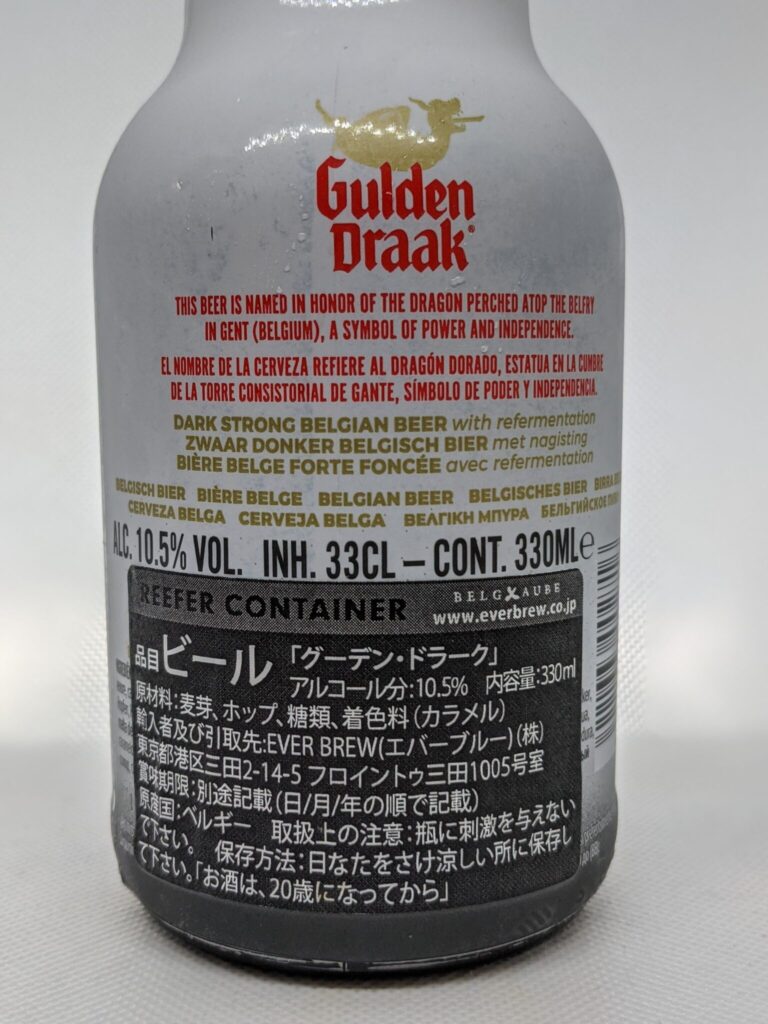 Gulden
Draak®
THIS BEER IS NAMED IN HONOR OF THE DRAGON PERCHED ATOP THE BELFRY
IN GENT (BELGIUM), A SYMBOL OF POWER AND INDEPENDENCE.
EL NOMBRE DE LA CERVEZA REFIERE AL DRAGÓN DORADO, ESTATUA EN LA CUMBRE
DE LA TORRE CONSISTORIAL DE GANTE, SÍMBOLO DE PODER Y INDEPENDENCIA.
DARK STRONG BELGIAN BEER with refermentation
ZWAAR DONKER BELGISCH BIER met nagisting
BIÈRE BELGE FORTE FONCÉE avec refermentation
BELGISCH BIER BIÈRE BELGE BELGIAN BEER BELGISCHES BIER BIRRA
CERVEZA BELGA CERVEJA BELGA ΒΕΛΓΙΚΗ ΜΠΥΡΑ БЕЛЬГИЙСКОЕ
ALC. 10.5% VOL. INH. 33CL – CONT. 330ML℮
REEFER CONTAINER BELGXAUBE
www.everbrew.co.jp
品目ビール 「グーデン・ドラーク」
アルコール分:10.5% 内容量:330ml
原材料:麦芽、ホップ、糖類、着色料(カラメル)
輸入者及び引取先:EVER BREW(エバーブルー)(株)
東京都港区三田2-14-5 フロイントゥ三田1005号室
賞味期限:別途記載(日/月/年の順で記載)
原産国:ベルギー 取扱上の注意:瓶に刺激を与えない
で下さい。 保存方法:日なたをさけ涼しい所に保存し
て下さい。「お酒は、20歳になってから」